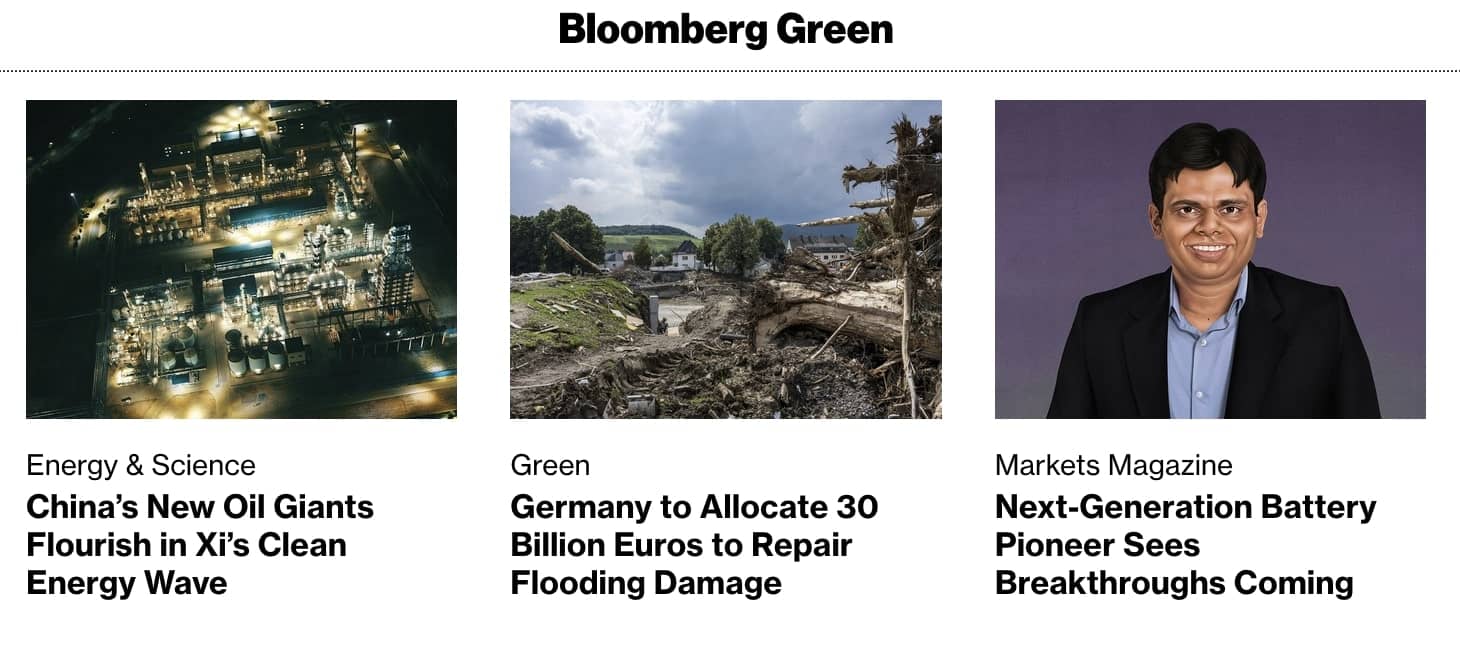 Bloomberg Green
Energy & Science
China’s New Oil Giants
Flourish in Xi’s Clean
Energy Wave
Green
Germany to Allocate 30
Billion Euros to Repair
Flooding Damage
Markets Magazine
Next-Generation Battery
Pioneer Sees
Breakthroughs Coming